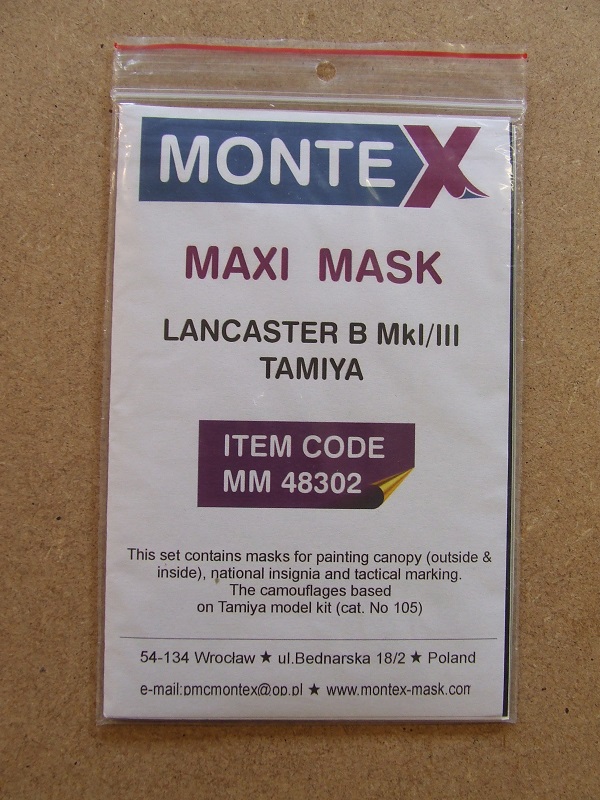 MONTEX
MAXI MASK
LANCASTER B MkI/III
TAMIYA
ITEM CODE
MM 48302
This set contains masks for painting canopy (outside &
inside), national insignia and tactical marking.
The camouflages based
on Tamiya model kit (cat. No 105)
54-134 Wrocław ★ ul.Bednarska 18/2 ★ Poland
e-mail:pmcmontex@op.pl ★ www.montex-mask.com